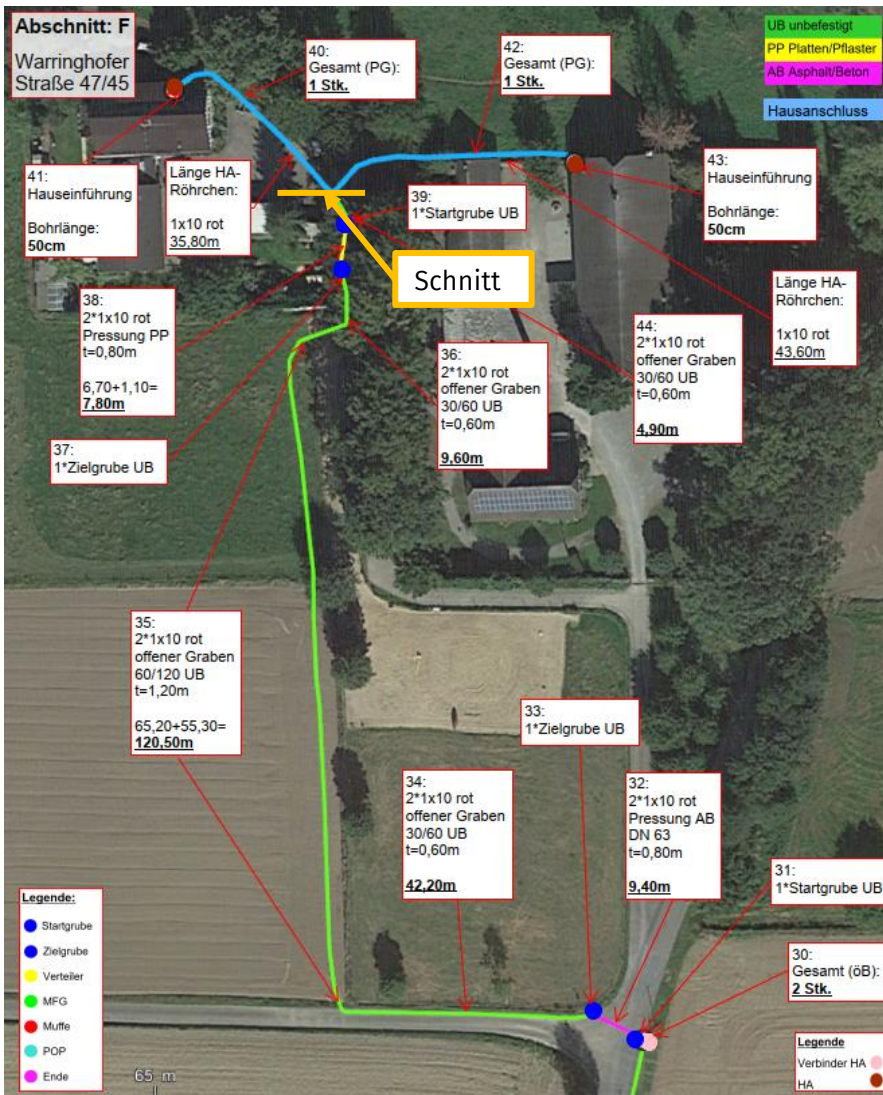 Abschnitt: F
Warringhofer
Straße 47/45
40:
Gesamt (PG):
1 Stk.
42:
Gesamt (PG):
1 Stk.
UB unbefestigt
PP Platten/Pflaster
AB Asphalt/Beton
Hausanschluss
41:
Hauseinführung
Bohrlänge:
50cm
Länge HA-
Röhrchen:
1x10 rot
35,80m
39:
1*Startgrube UB
43:
Hauseinführung
Bohrlänge:
50cm
Schnitt
38:
2*1x10 rot
Pressung PP
t=0,80m
6,70+1,10=
7,80m
36:
2*1x10 rot
offener Graben
30/60 UB
t=0,60m
9,60m
44:
2*1x10 rot
offener Graben
30/60 UB
t=0,60m
4,90m
Länge HA-
Röhrchen:
1x10 rot
43,60m
37:
1*Zielgrube UB
35:
2*1x10 rot
offener Graben
60/120 UB
t=1,20m
65,20+55,30=
120,50m
33:
1*Zielgrube UB
34:
2*1x10 rot
offener Graben
30/60 UB
t=0,60m
42,20m
32:
2*1x10 rot
Pressung AB
DN 63
t=0,80m
9,40m
31:
1*Startgrube UB
30:
Gesamt (öB):
2 Stk.
Legende:
Startgrube
Zielgrube
Verteiler
MFG
Muffe
POP
Ende
65 m
Legende
Verbinder HA
HA